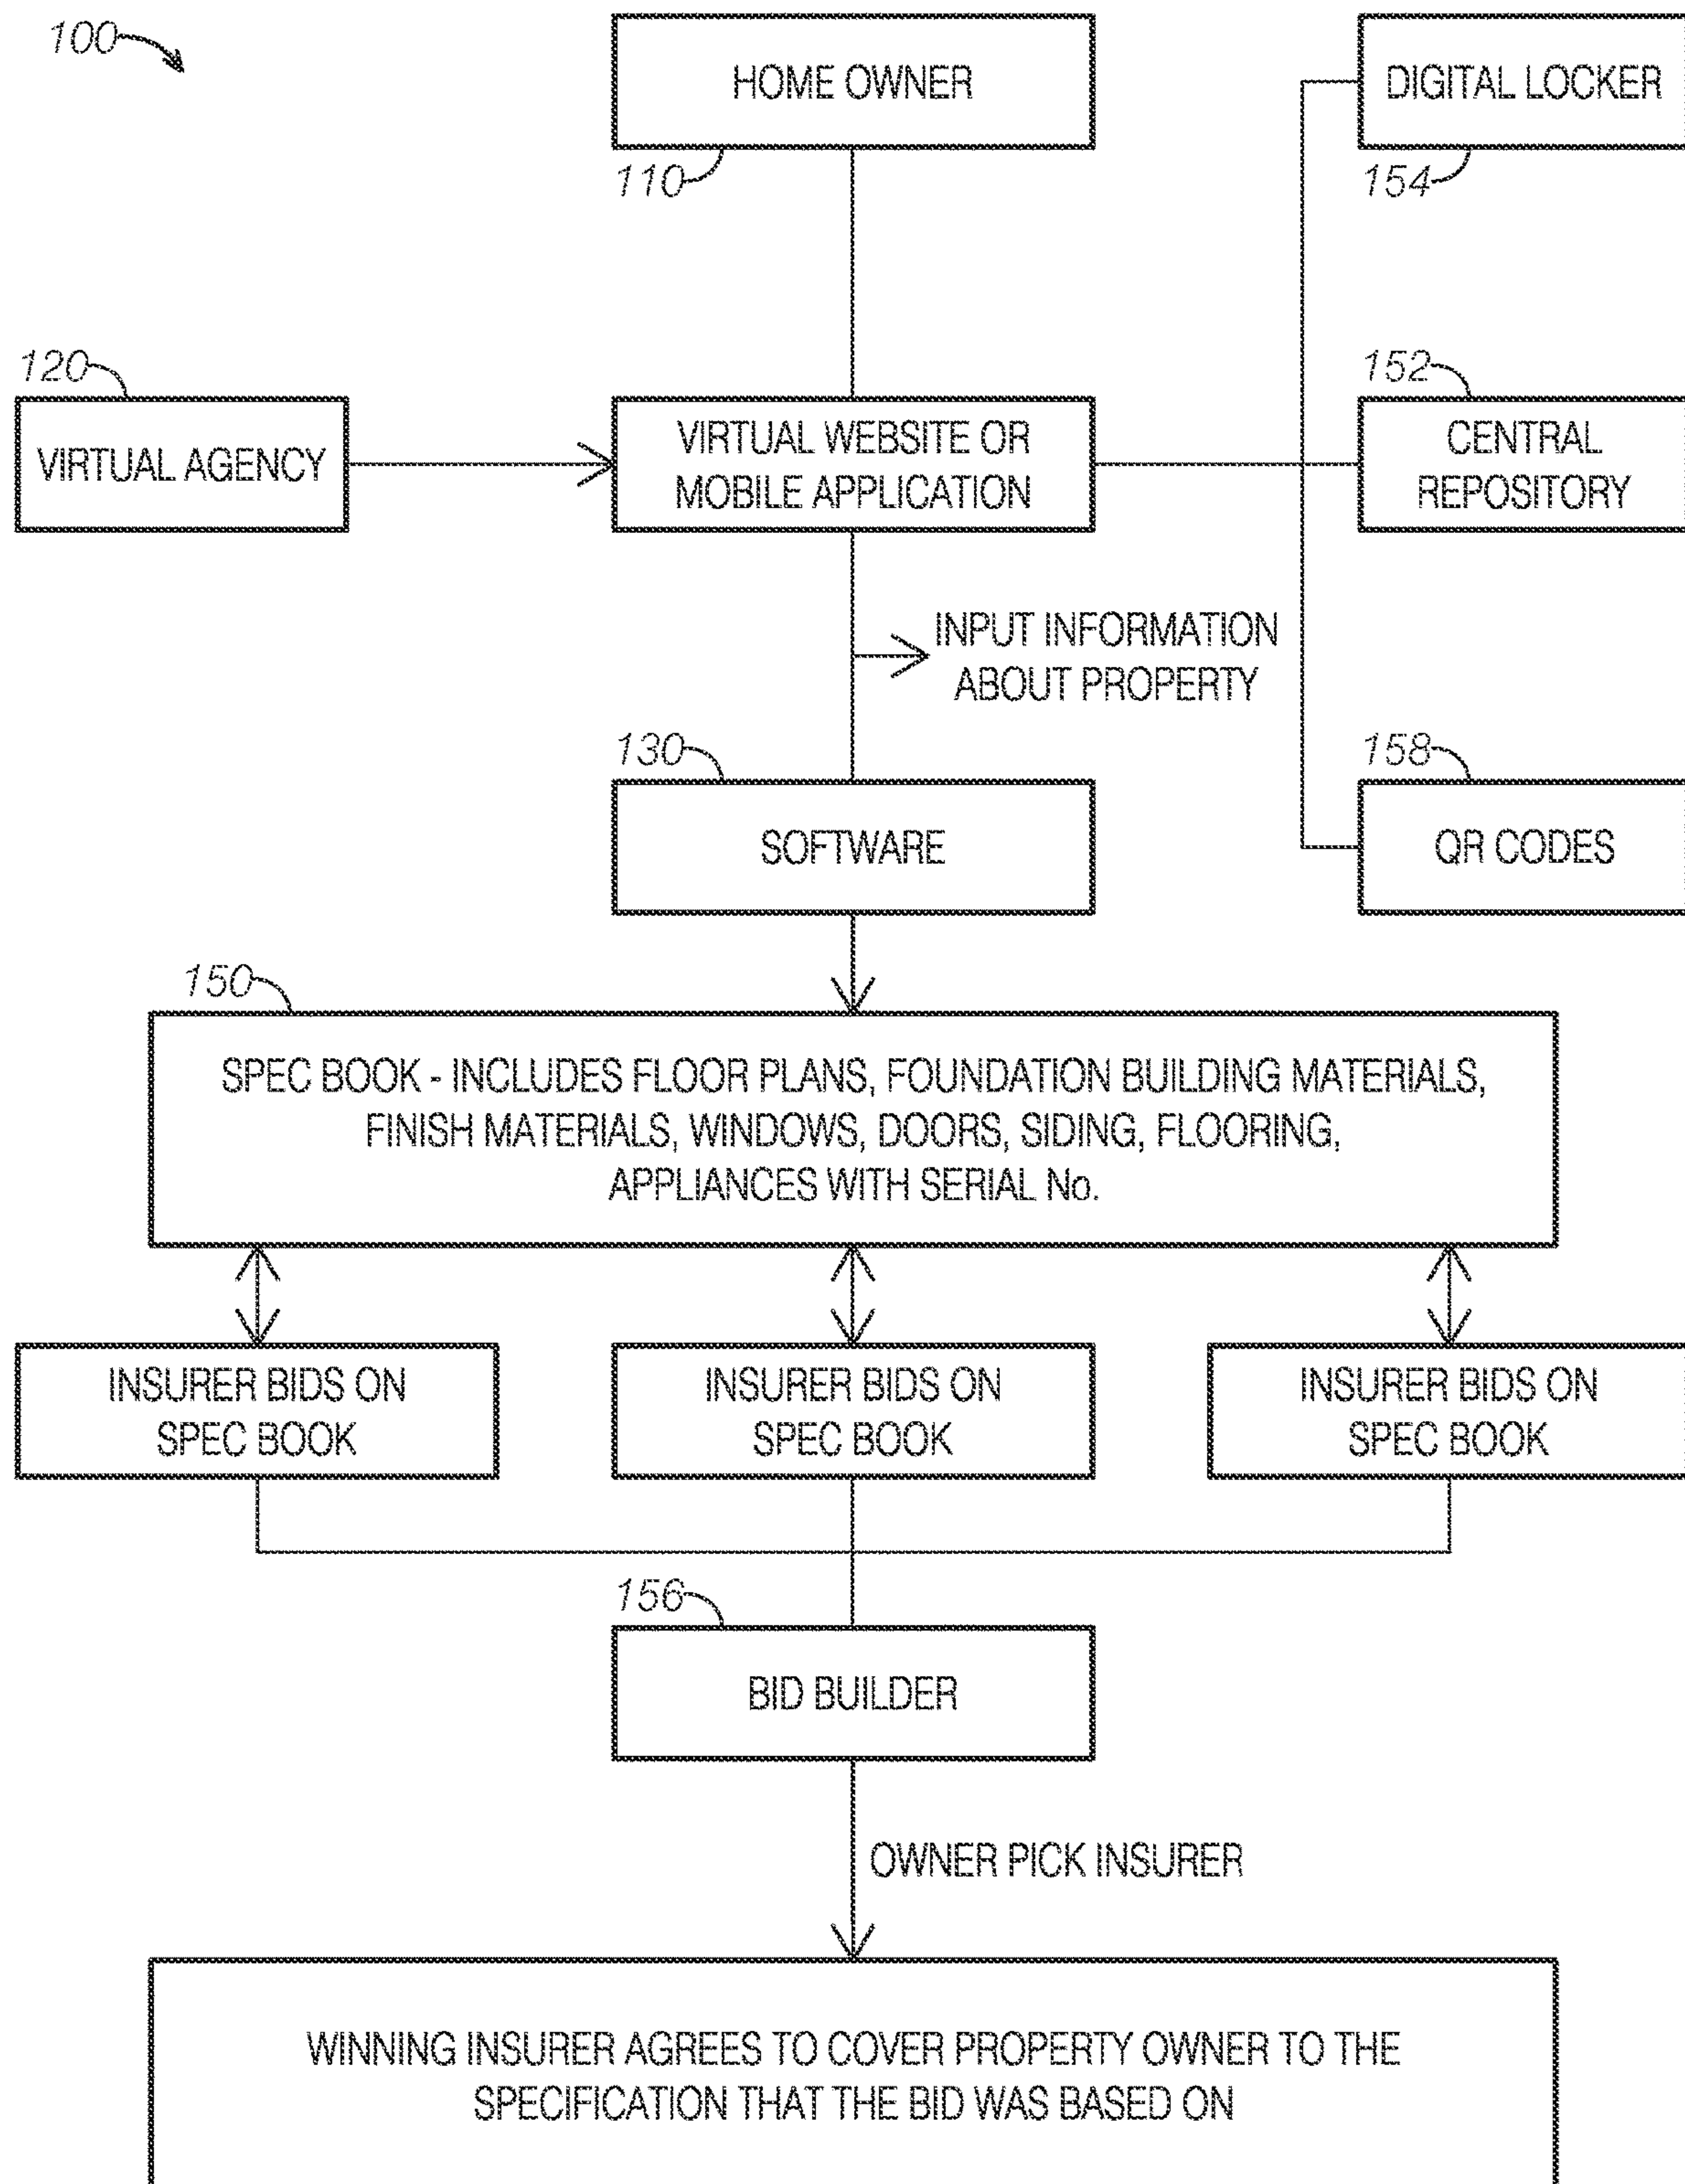 100
HOME OWNER
DIGITAL LOCKER
110
154
120
152
VIRTUAL AGENCY
VIRTUAL WEBSITE OR
MOBILE APPLICATION
CENTRAL
REPOSITORY
INPUT INFORMATION
ABOUT PROPERTY
130
158
SOFTWARE
QR CODES
150
SPEC BOOK - INCLUDES FLOOR PLANS, FOUNDATION BUILDING MATERIALS,
FINISH MATERIALS, WINDOWS, DOORS, SIDING, FLOORING,
APPLIANCES WITH SERIAL No.
INSURER BIDS ON
SPEC BOOK
INSURER BIDS ON
SPEC BOOK
INSURER BIDS ON
SPEC BOOK
156
BID BUILDER
OWNER PICK INSURER
WINNING INSURER AGREES TO COVER PROPERTY OWNER TO THE
SPECIFICATION THAT THE BID WAS BASED ON